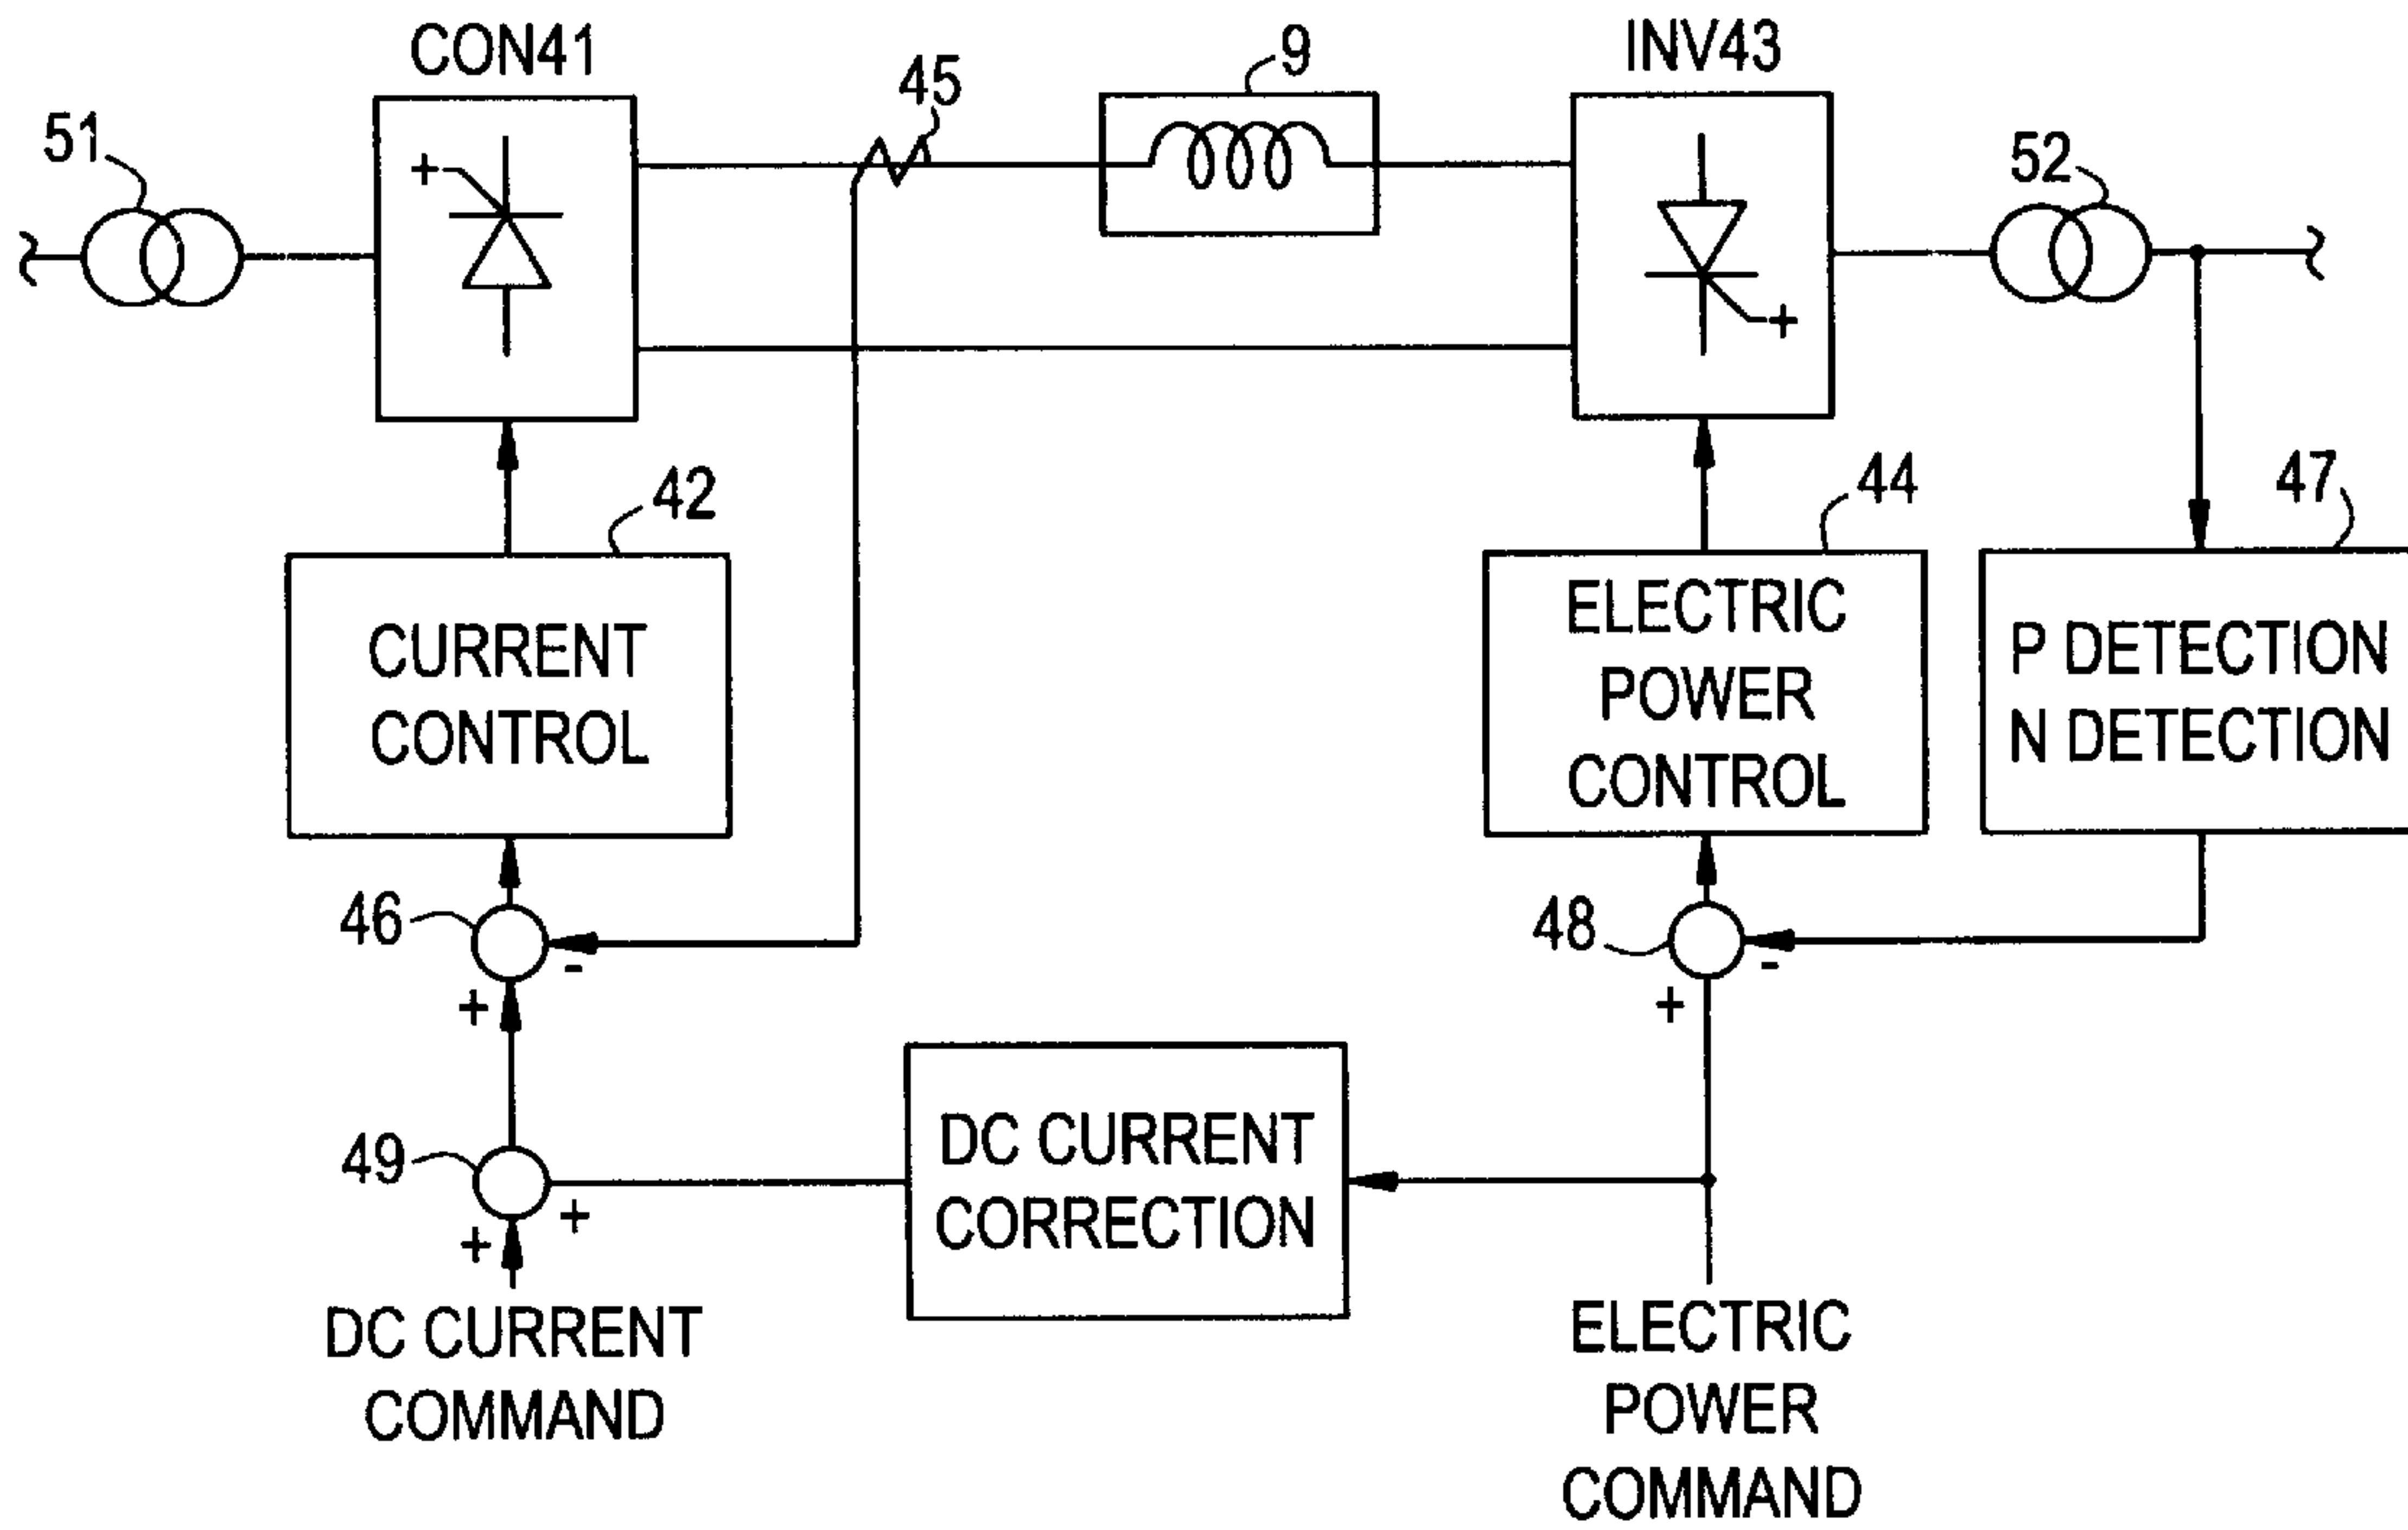 CON41
INV43
9
45
51
52
+
+
42
44
47
CURRENT
CONTROL
ELECTRIC
POWER
CONTROL
P DETECTION
N DETECTION
46
-
+
48
-
+
49
+
+
DC CURRENT
CORRECTION
DC CURRENT
COMMAND
ELECTRIC
POWER
COMMAND